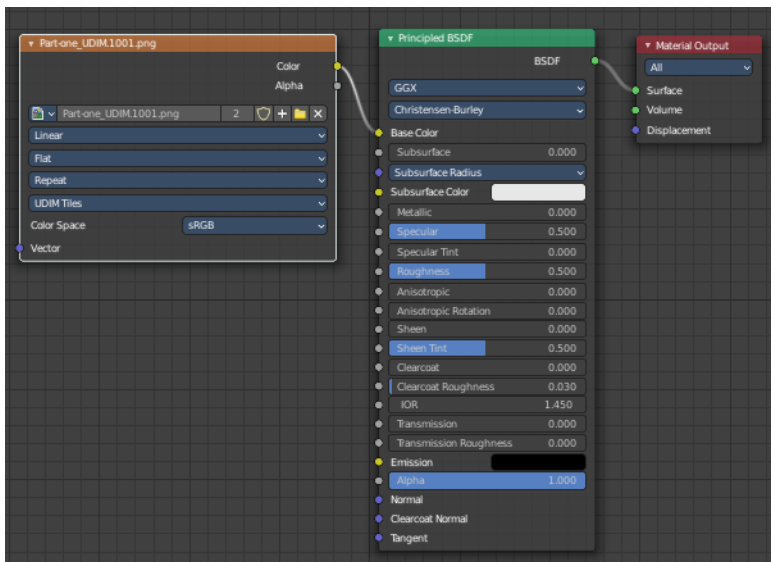 Part-one_UDIM.1001.png
Color
Alpha
Part-one_UDIM.1001.png 2
Linear
Flat
Repeat
UDIM Tiles
Color Space sRGB
Vector
Principled BSDF
BSDF
GGX
Christensen-Burley
Base Color
Subsurface 0.000
Subsurface Radius
Subsurface Color
Metallic 0.000
Specular 0.500
Specular Tint 0.000
Roughness 0.500
Anisotropic 0.000
Anisotropic Rotation 0.000
Sheen 0.000
Sheen Tint 0.500
Clearcoat 0.000
Clearcoat Roughness 0.030
IOR 1.450
Transmission 0.000
Transmission Roughness 0.000
Emission
Alpha 1.000
Normal
Clearcoat Normal
Tangent
Material Output
All
Surface
Volume
Displacement